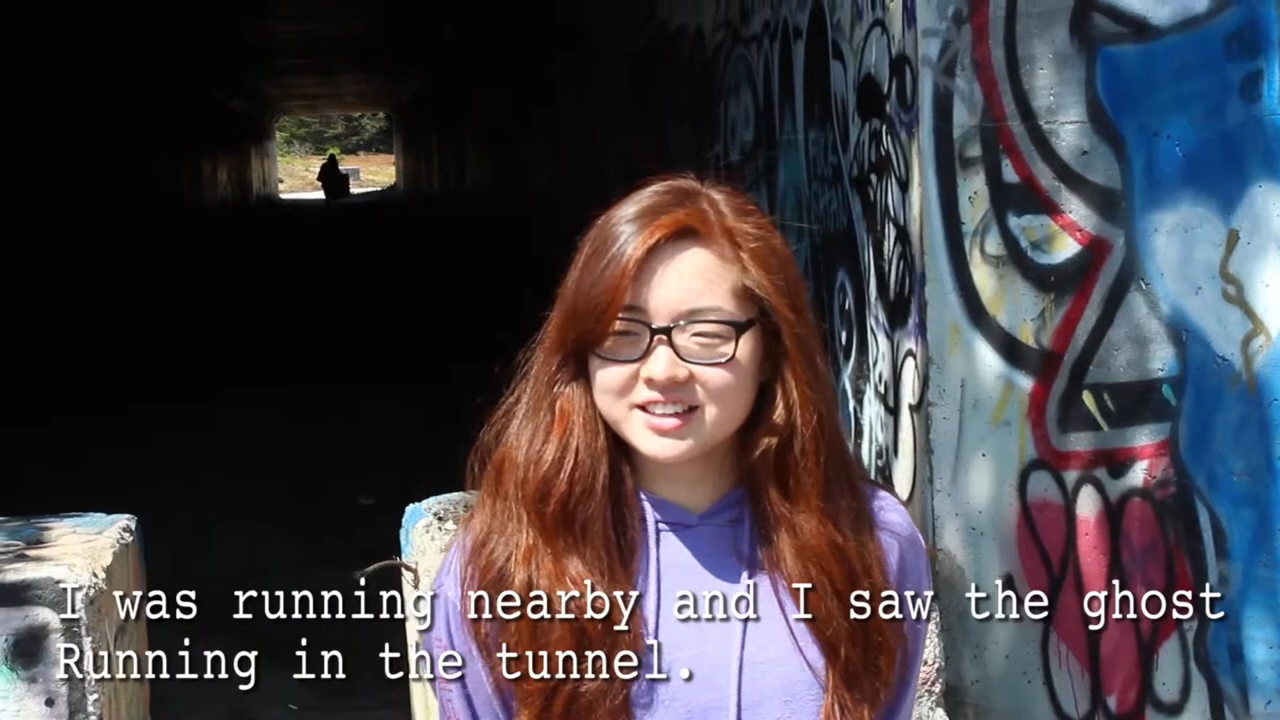 I was running nearby and I saw the ghost
Running in the tunnel.